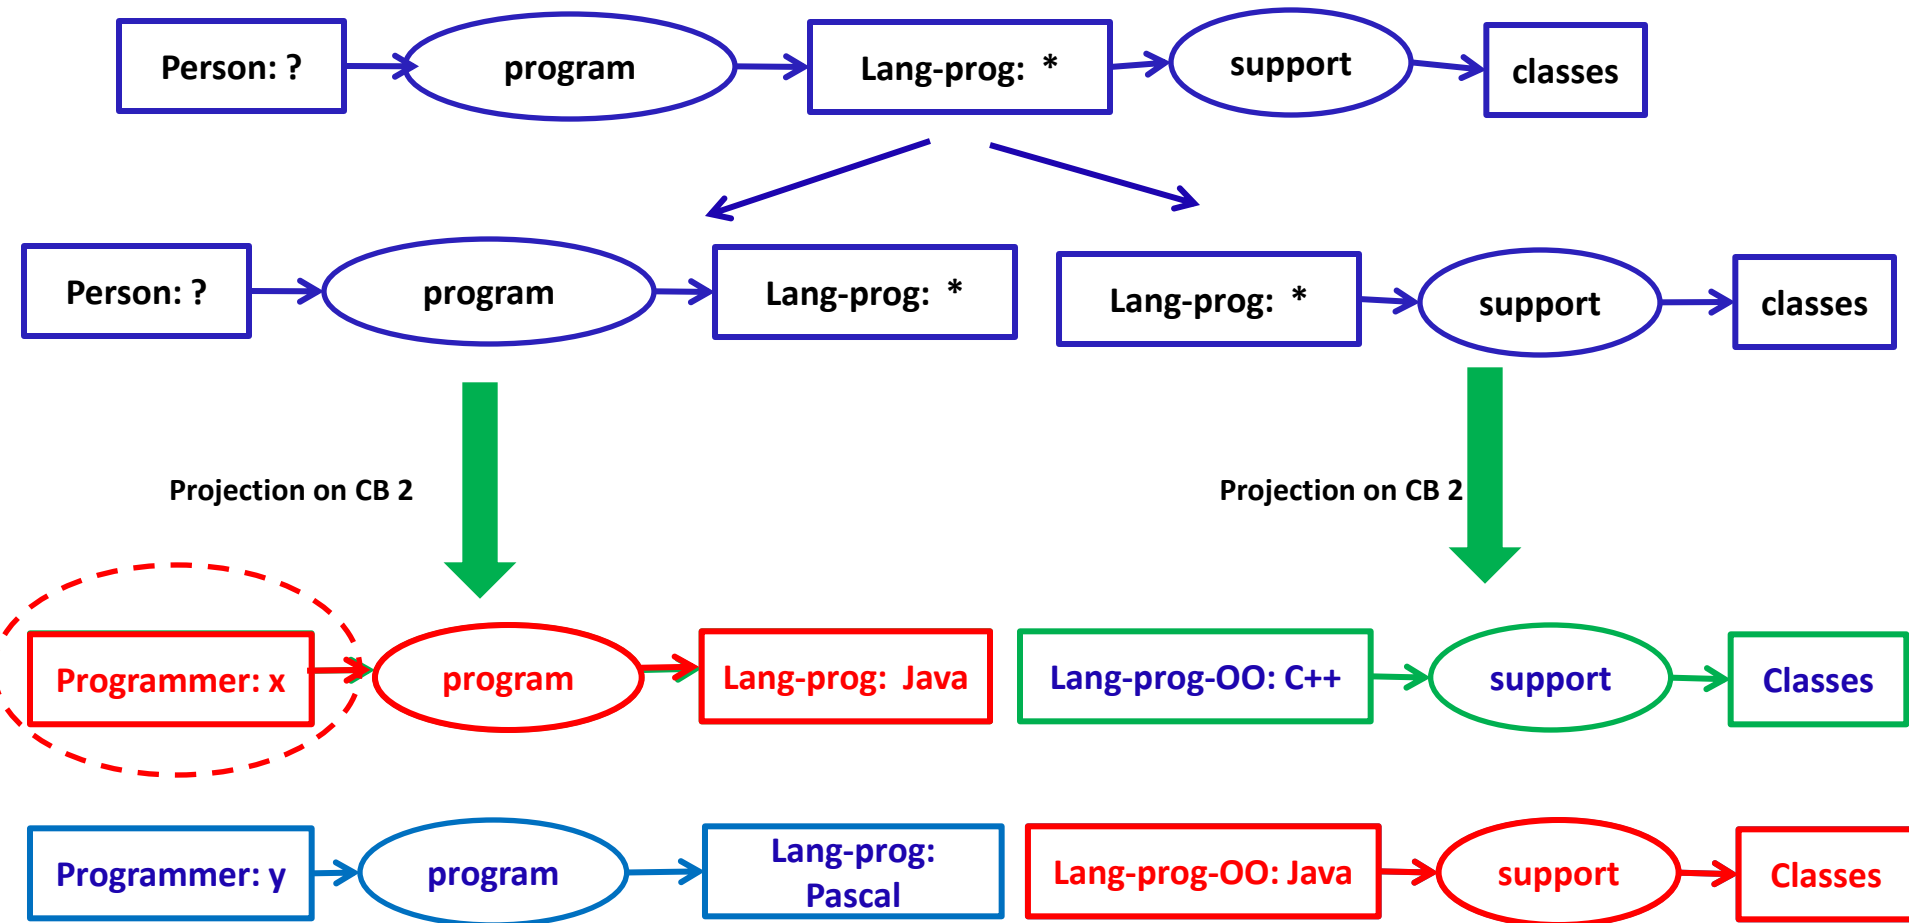 Person: ?
program
Lang-prog:  *
support
classes
Person: ?
program
Lang-prog:  *
Lang-prog:  *
support
classes
Projection on CB 2
Projection on CB 2
Programmer: x
program
Lang-prog:  Java
Lang-prog-OO: C++
support
Classes
Programmer: y
program
Lang-prog:
Pascal
Lang-prog-OO: Java
support
Classes